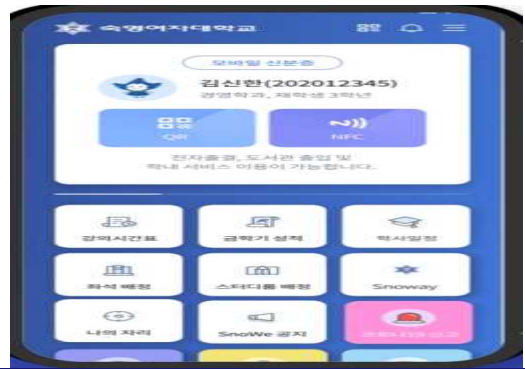 숙명여자대학교
모바일 신분증
김신한(202012345)
경영학과, 재학생 3학년
QR
NFC
전자출결, 도서관 출입 및
학내 서비스 이용이 가능합니다.
강의시간표
금학기 성적
학사일정
좌석 배정
스터디룸 배정
Snoway
나의 자리
SnoWe 공지